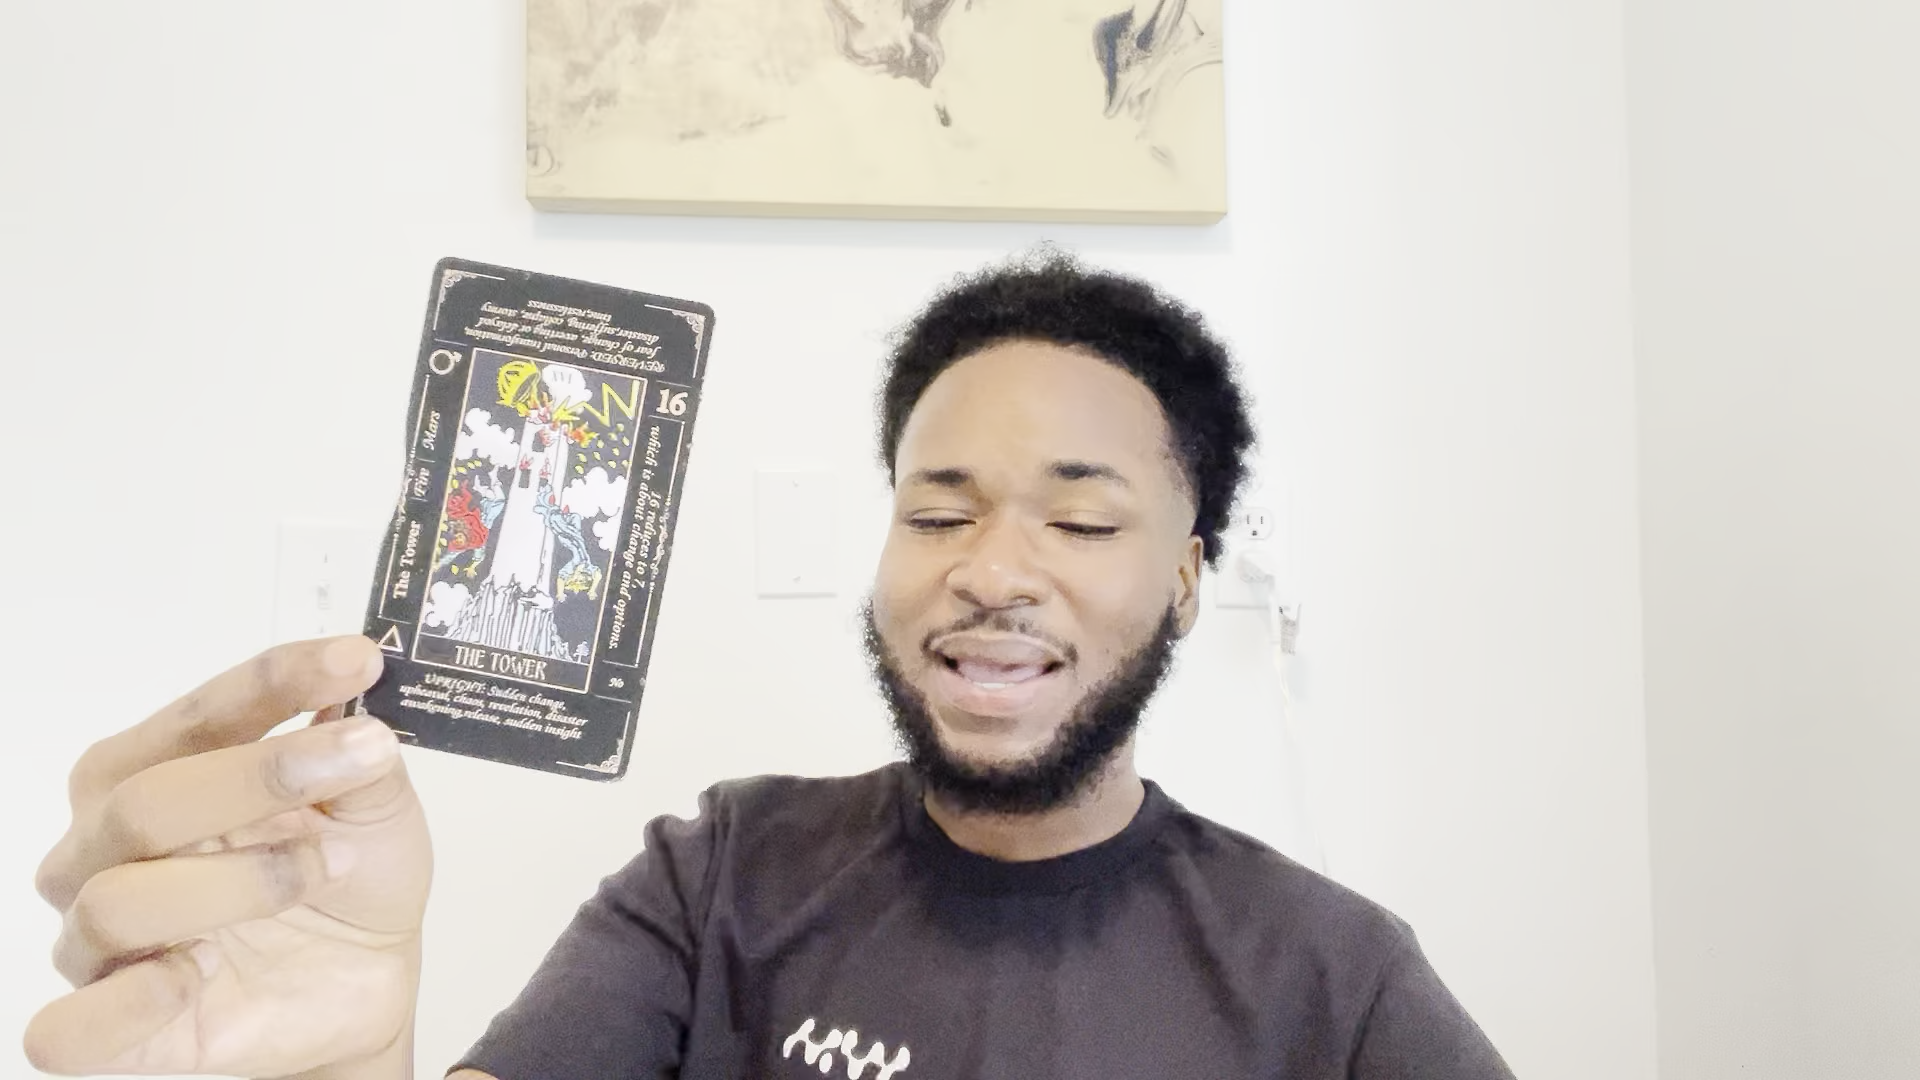 REVERSED: Personal transformation,
fear of change, averting or delayed
disaster,suffering, collapse, stormy
time,restlessness
XVI
16
The Tower | Fire | Mars
16 reduces to 7,
which is about change and options.
THE TOWER
No
UPRIGHT: Sudden change,
upheaval, chaos, revelation, disaster
awakening,release, sudden insight